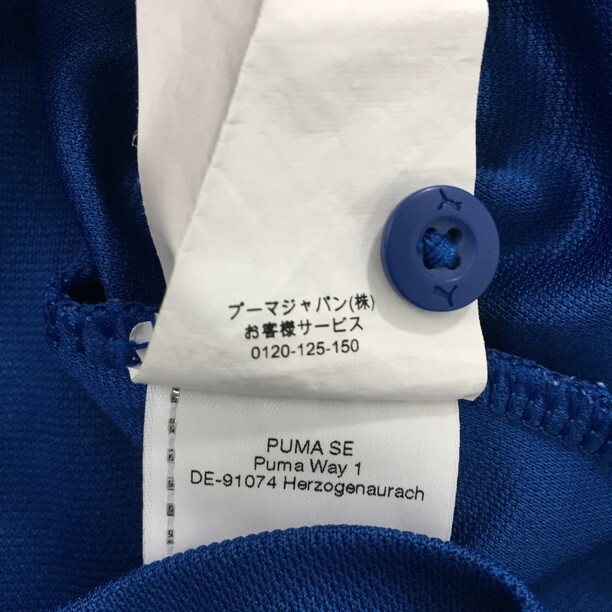 プーマジャパン(株)
お客様サービス
0120-125-150
PUMA SE
Puma Way 1
DE-91074 Herzogenaurach